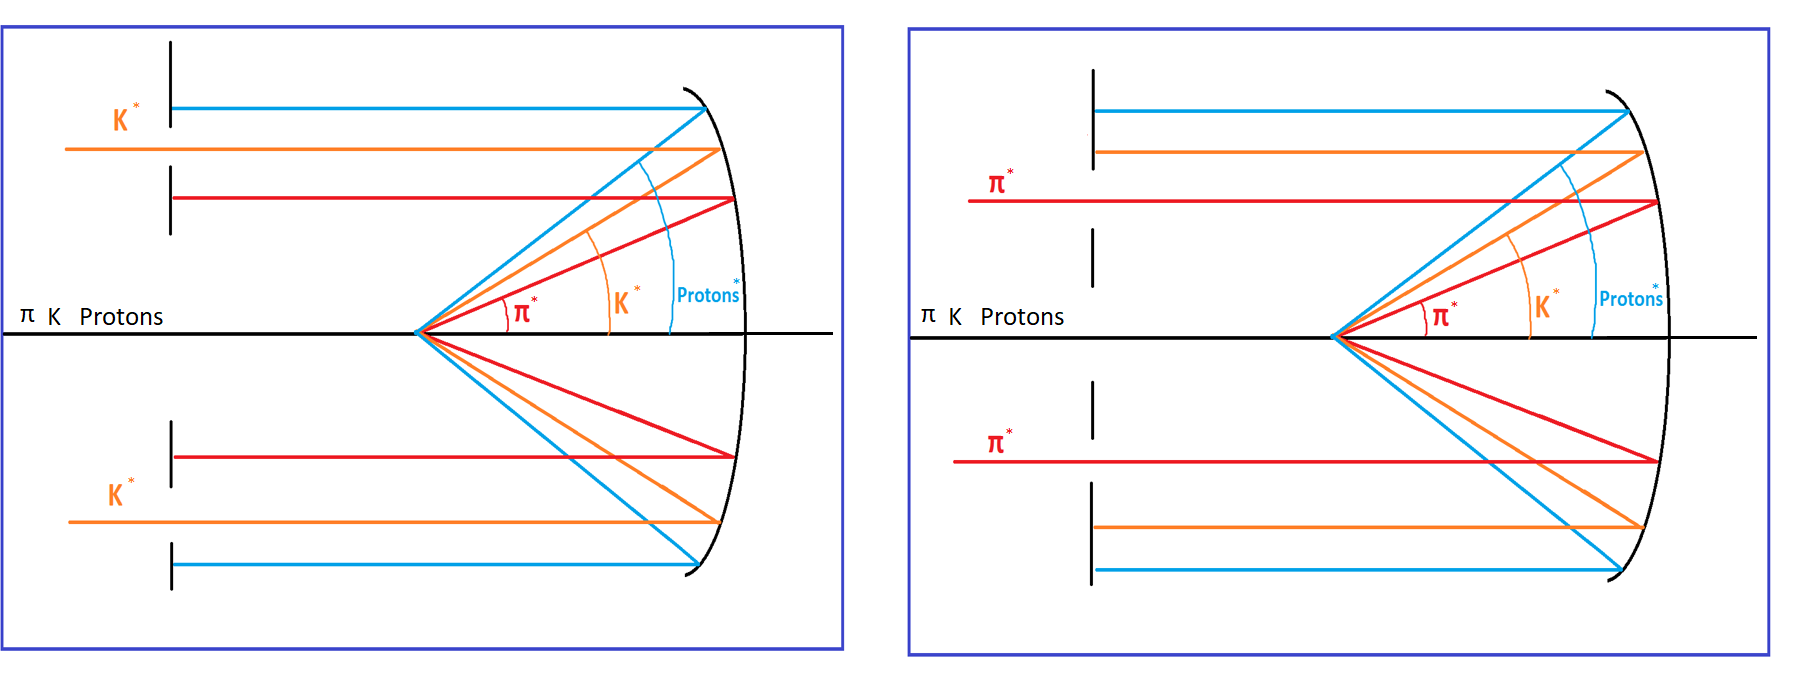 K*
π K Protons
π*
K*
Protons*
K*
π*
π K Protons
π*
K*
Protons*
π*